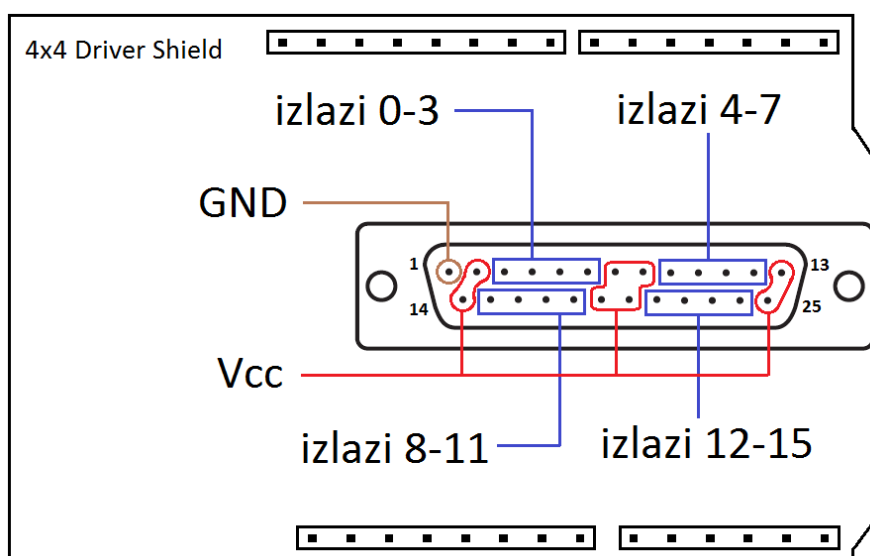 4x4 Driver Shield
izlazi 0-3
izlazi 4-7
GND
1
13
14
25
Vcc
izlazi 8-11
izlazi 12-15